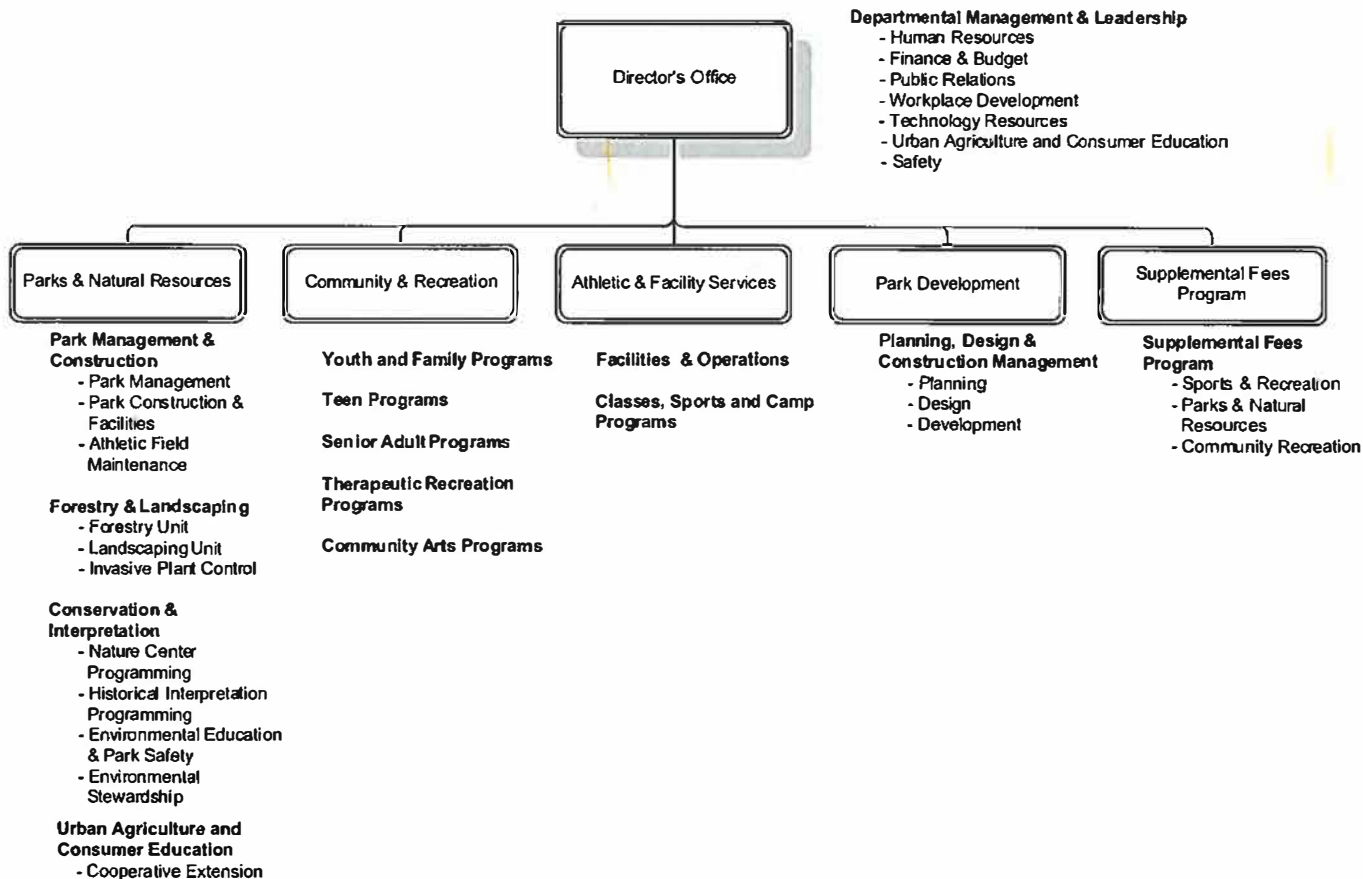 Director's Office
Departmental Management & Leadership
- Human Resources
- Finance & Budget
- Public Relations
- Workplace Development
- Technology Resources
- Urban Agriculture and Consumer Education
- Safety
Parks & Natural Resources
Park Management &
Construction
- Park Management
- Park Construction &
Facilities
- Athletic Field
Maintenance
Forestry & Landscaping
- Forestry Unit
- Landscaping Unit
- Invasive Plant Control
Conservation &
Interpretation
- Nature Center
Programming
- Historical Interpretation
Programming
- Environmental Education
& Park Safety
- Environmental
Stewardship
Urban Agriculture and
Consumer Education
- Cooperative Extension
Community & Recreation
Youth and Family Programs
Teen Programs
Senior Adult Programs
Therapeutic Recreation
Programs
Community Arts Programs
Athletic & Facility Services
Facilities & Operations
Classes, Sports and Camp
Programs
Park Development
Planning, Design &
Construction Management
- Planning
- Design
- Development
Supplemental Fees
Program
Supplemental Fees
Program
- Sports & Recreation
- Parks & Natural
Resources
- Community Recreation